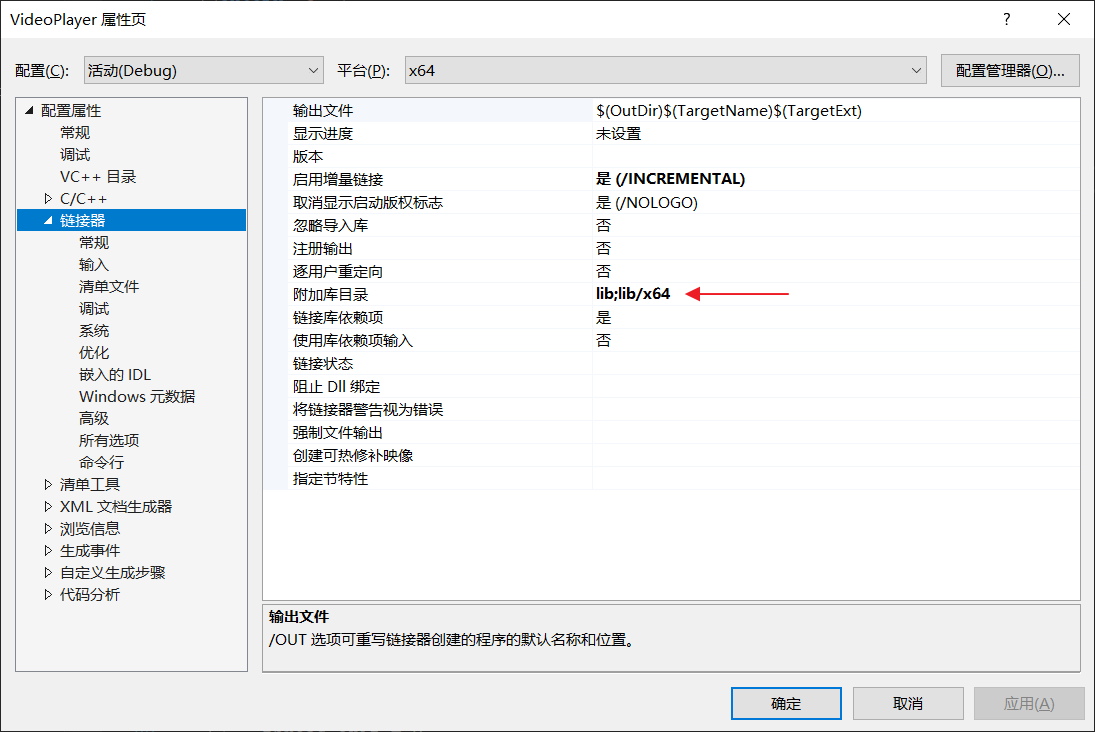 VideoPlayer 属性页
?
配置(C): 活动(Debug) 平台(P): x64 配置管理器(O)...
配置属性
常规
调试
VC++ 目录
C/C++
链接器
常规
输入
清单文件
调试
系统
优化
嵌入的 IDL
Windows 元数据
高级
所有选项
命令行
清单工具
XML 文档生成器
浏览信息
生成事件
自定义生成步骤
代码分析
输出文件 $(OutDir)$(TargetName)$(TargetExt)
显示进度 未设置
版本
启用增量链接 是 (/INCREMENTAL)
取消显示启动版权标志 是 (/NOLOGO)
忽略导入库 否
注册输出 否
逐用户重定向 否
附加库目录 lib;lib/x64
链接库依赖项 是
使用库依赖项输入 否
链接状态
阻止 Dll 绑定
将链接器警告视为错误
强制文件输出
创建可热修补映像
指定节特性
输出文件
/OUT 选项可重写链接器创建的程序的默认名称和位置。
确定 取消 应用(A)